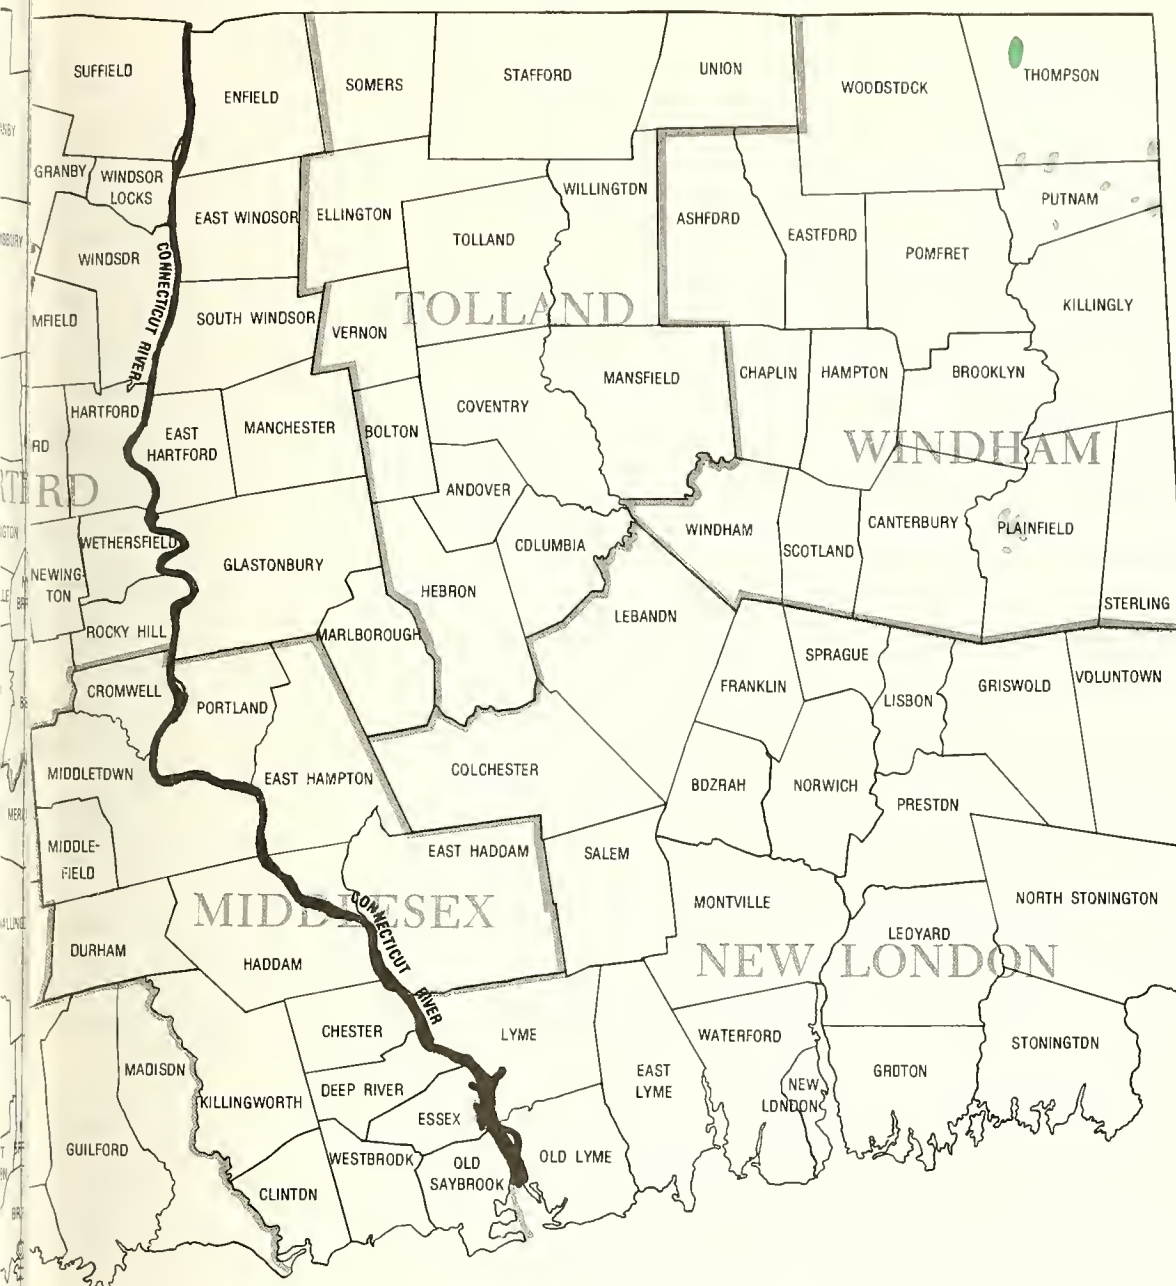 SUFFIELD
ENFIELD
SOMERS
STAFFORD
UNION
WOODSTOCK
THOMPSON
GRANBY
WINDSOR
LOCKS
EAST WINDSOR
ELLINGTON
TOLLAND
WILLINGTON
ASHFORD
EASTFORD
POMFRET
PUTNAM
WINDSOR
CONNECTICUT RIVER
SOUTH WINDSOR
VERNON
TOLLAND
KILLINGLY
MFIELD
HARTFORD
EAST
HARTFORD
MANCHESTER
BOLTON
COVENTRY
MANSFIELD
CHAPLIN
HAMPTON
BROOKLYN
WINDHAM
RD
RD
ANDOVER
WETHERSFIELD
GLASTONBURY
COLUMBIA
WINDHAM
SCOTLAND
CANTERBURY
PLAINFIELD
STERLING
NEWING-
TON
ROCKY HILL
MARLBOROUGH
HEBRON
LEBANON
CROMWELL
PORTLAND
FRANKLIN
SPRAGUE
LISBON
GRISWOLD
VOLUNTOWN
MIDDLETOWN
EAST HAMPTON
COLCHESTER
BOZRAH
NORWICH
PRESTON
MIDDLE-
FIELD
EAST HADDAM
SALEM
MONTVILLE
NORTH STONINGTON
MIDDLESEX
CONNECTICUT RIVER
DURHAM
HADDAM
LEDYARD
NEW LONDON
CHESTER
LYME
WATERFORD
STONINGTON
MADISON
KILLINGWORTH
DEEP RIVER
ESSEX
EAST
LYME
NEW
LONDON
GROTON
GUILFORD
WESTBROOK
CLINTON
OLD
SAYBROOK
OLD LYME